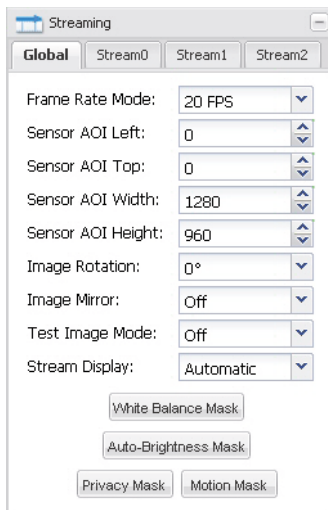 Streaming
Global Stream0 Stream1 Stream2
Frame Rate Mode: 20 FPS
Sensor AOI Left: 0
Sensor AOI Top: 0
Sensor AOI Width: 1280
Sensor AOI Height: 960
Image Rotation: 0°
Image Mirror: Off
Test Image Mode: Off
Stream Display: Automatic
White Balance Mask
Auto-Brightness Mask
Privacy Mask Motion Mask